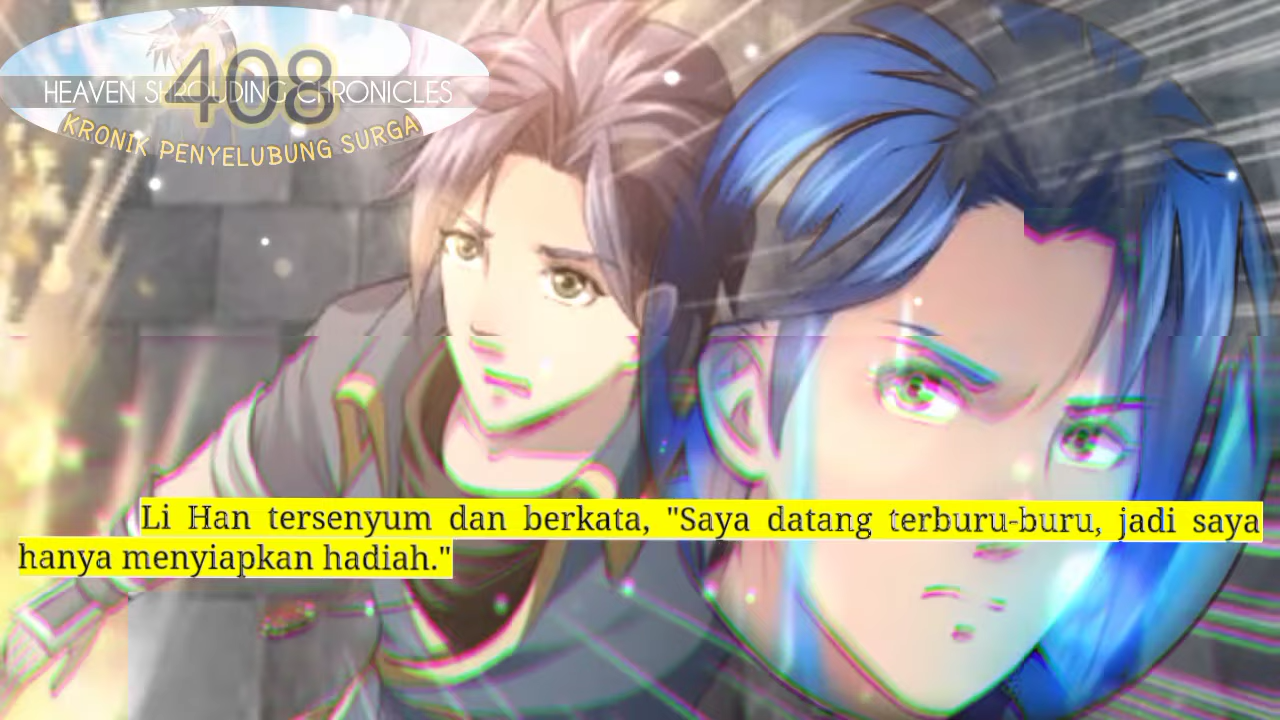 408
HEAVEN SHROUDING CHRONICLES
KRONIK PENYELUBUNG SURGA
Li Han tersenyum dan berkata, "Saya datang terburu-buru, jadi saya
hanya menyiapkan hadiah."